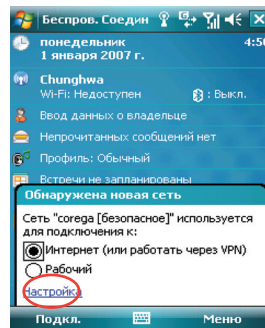 Беспров. Соедин
понедельник 4:50
1 января 2007 г.
Chunghwa
Wi-Fi: Недоступен : Выкл.
Ввод данных о владельце
Непрочитанных сообщений нет
Профиль: Обычный
Встречи не запланированы
Обнаружена новая сеть
Сеть "corega [безопасное]" используется
для подключения к:
Интернет (или работать через VPN)
Рабочий
Настройка
Подкл. Меню